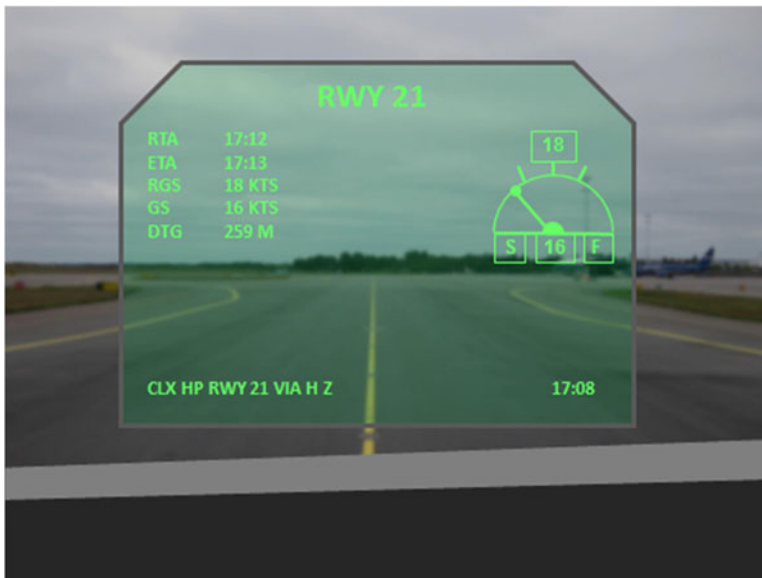 RWY 21
RTA 17:12
ETA 17:13
RGS 18 KTS
GS 16 KTS
DTG 259 M
18
S 16 F
CLX HP RWY 21 VIA H Z 17:08